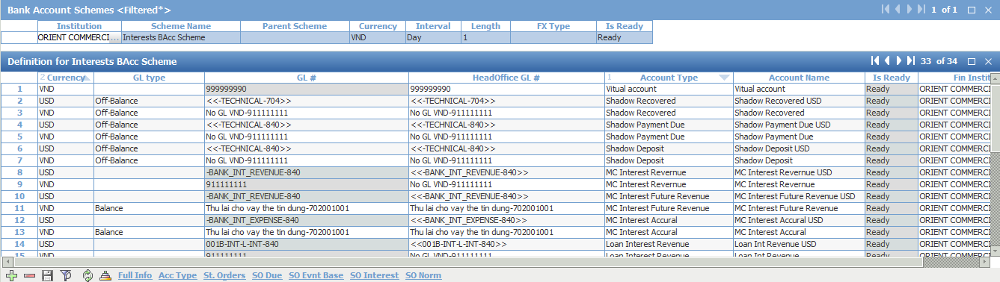 Bank Account Schemes <Filtered*> 1 of 1
Institution Scheme Name Parent Scheme Currency Interval Length FX Type Is Ready
ORIENT COMMERCI... Interests BAcc Scheme VND Day 1 Ready
Definition for Interests BAcc Scheme 33 of 34
2 Currency GL type GL # HeadOffice GL # 1 Account Type Account Name Is Ready Fin Instit
1 VND 999999990 999999990 Vitual account Vitual account Ready ORIENT COMMERCI
2 USD Off-Balance <<-TECHNICAL-704>> <<-TECHNICAL-704>> Shadow Recovered Shadow Recovered USD Ready ORIENT COMMERCI
3 VND Off-Balance No GL VND-911111111 No GL VND-911111111 Shadow Recovered Shadow Recovered Ready ORIENT COMMERCI
4 USD Off-Balance <<-TECHNICAL-840>> <<-TECHNICAL-840>> Shadow Payment Due Shadow Payment Due USD Ready ORIENT COMMERCI
5 VND Off-Balance No GL VND-911111111 No GL VND-911111111 Shadow Payment Due Shadow Payment Due Ready ORIENT COMMERCI
6 USD Off-Balance <<-TECHNICAL-840>> <<-TECHNICAL-840>> Shadow Deposit Shadow Deposit USD Ready ORIENT COMMERCI
7 VND Off-Balance No GL VND-911111111 No GL VND-911111111 Shadow Deposit Shadow Deposit Ready ORIENT COMMERCI
8 USD -BANK_INT_REVENUE-840 <<-BANK_INT_REVENUE-840>> MC Interest Revernue MC Interest Revernue USD Ready ORIENT COMMERCI
9 VND 911111111 No GL VND-911111111 MC Interest Revernue MC Interest Revernue Ready ORIENT COMMERCI
10 USD -BANK_INT_REVENUE-840 <<-BANK_INT_REVENUE-840>> MC Interest Future Revenue MC Interest Future Revenue USD Ready ORIENT COMMERCI
11 VND Balance Thu lai cho vay the tin dung-702001001 Thu lai cho vay the tin dung-702001001 MC Interest Future Revenue MC Interest Future Revenue Ready ORIENT COMMERCI
12 USD -BANK_INT_EXPENSE-840 <<-BANK_INT_EXPENSE-840>> MC Interest Accural MC Interest Accural USD Ready ORIENT COMMERCI
13 VND Balance Thu lai cho vay the tin dung-702001001 Thu lai cho vay the tin dung-702001001 MC Interest Accural MC Interest Accural Ready ORIENT COMMERCI
14 USD 001B-INT-L-INT-840 <<001B-INT-L-INT-840>> Loan Interest Revenue Loan Int Revenue USD Ready ORIENT COMMERCI
15 VND 911111111 No GL VND-911111111 Loan Interest Revenue Loan Interest Revenue Ready ORIENT COMMERCI
Full Info Acc Type St. Orders SO Due SO Evnt Base SO Interest SO Norm